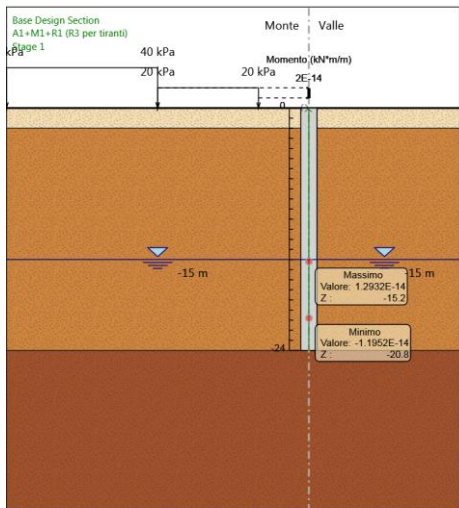 Base Design Section
A1+M1+R1 (R3 per tiranti)
Stage 1
Monte
Valle
kPa
40 kPa
20 kPa
20 kPa
Momento (kN*m/m)
2E-14
0
-15 m
-15 m
Massimo
Valore: 1.2932E-14
Z : -15.2
Minimo
Valore: -1.1952E-14
Z : -20.8
-24